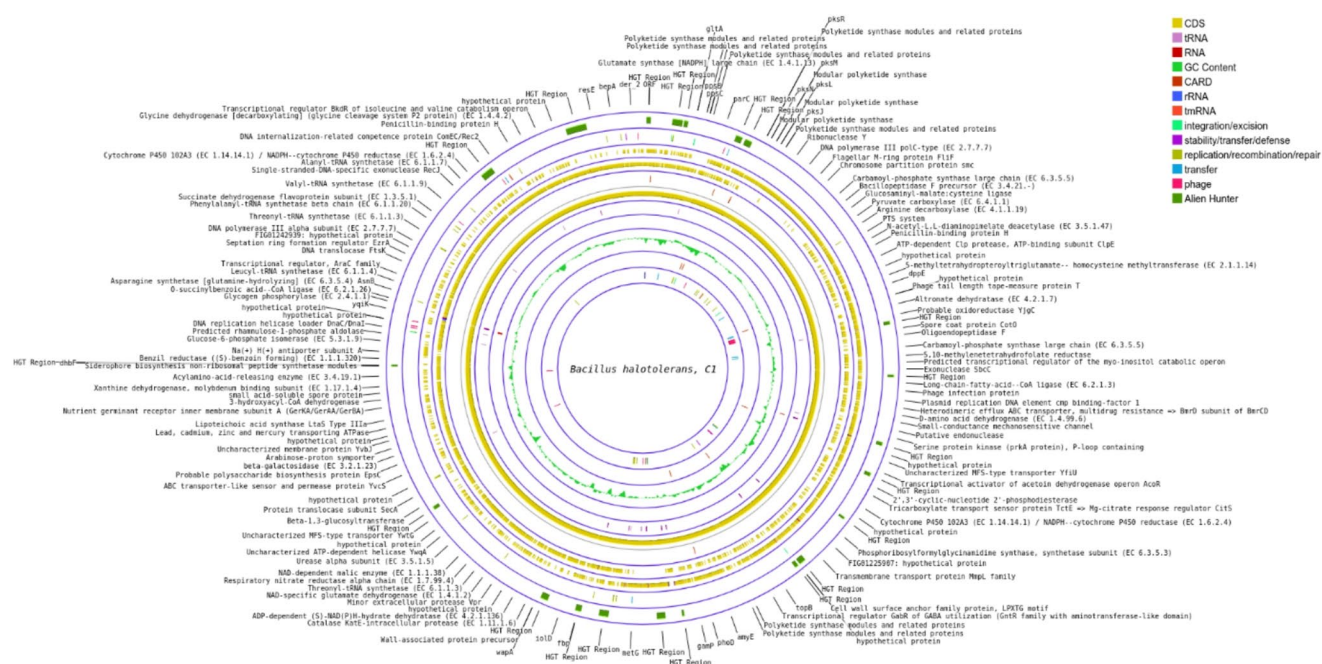 pksR
Polyketide synthase modules and related proteins
gltA
Polyketide synthase modules and related proteins
Polyketide synthase modules and related proteins
Polyketide synthase modules and related proteins
Glutamate synthase [NADPH] large chain (EC 1.4.1.13)
pksM
HGT Region
HGT Region
der_2
ORF
bepA
resE
HGT Region
Modular polyketide synthase
pksL
ppsC
parC
HGT Region
HGT Region
Modular polyketide synthase
pksJ
Modular polyketide synthase
Polyketide synthase modules and related proteins
Ribonuclease Y
DNA polymerase III polC-type (EC 2.7.7.7)
Flagellar M-ring protein FliF
Chromosome partition protein smc
Carbamoyl-phosphate synthase large chain (EC 6.3.5.5)
Bacillopeptidase F precursor (EC 3.4.21.-)
Glucosaminyl-malate:cysteine ligase
Pyruvate carboxylase (EC 6.4.1.1)
Arginine decarboxylase (EC 4.1.1.19)
PTS system
N-acetyl-L,L-diaminopimelate deacetylase (EC 3.5.1.47)
Penicillin-binding protein H
ATP-dependent Clp protease, ATP-binding subunit ClpE
hypothetical protein
5-methyltetrahydropteroyltriglutamate-- homocysteine methyltransferase (EC 2.1.1.14)
dppE
hypothetical protein
Phage tail length tape-measure protein T
Altronate dehydratase (EC 4.2.1.7)
Probable oxidoreductase YjgC
HGT Region
Spore coat protein CotO
Oligoendopeptidase F
Carbamoyl-phosphate synthase large chain (EC 6.3.5.5)
5,10-methylenetetrahydrofolate reductase
Predicted transcriptional regulator of the myo-inositol catabolic operon
Exonuclease SbcC
HGT Region
Long-chain-fatty-acid--CoA ligase (EC 6.2.1.3)
Phage infection protein
Plasmid replication DNA element cmp binding-factor 1
Heterodimeric efflux ABC transporter, multidrug resistance => BmrD subunit of BmrCD
D-amino acid dehydrogenase (EC 1.4.99.6)
Small-conductance mechanosensitive channel
Putative endonuclease
Serine protein kinase (prkA protein), P-loop containing
HGT Region
hypothetical protein
Uncharacterized MFS-type transporter YfiU
Transcriptional activator of acetoin dehydrogenase operon AcoR
HGT Region
2',3'-cyclic-nucleotide 2'-phosphodiesterase
Tricarboxylate transport sensor protein TctE => Mg-citrate response regulator CitS
Cytochrome P450 102A3 (EC 1.14.14.1) / NADPH--cytochrome P450 reductase (EC 1.6.2.4)
hypothetical protein
HGT Region
Phosphoribosylformylglycinamidine synthase, synthetase subunit (EC 6.3.5.3)
FIG01225907: hypothetical protein
Transmembrane transport protein MmpL family
HGT Region
HGT Region
Cell wall surface anchor family protein, LPXTG motif
topB
Transcriptional regulator GabR of GABA utilization (GntR family with aminotransferase-like domain)
Polyketide synthase modules and related proteins
Polyketide synthase modules and related proteins
hypothetical protein
amyE
phoD
gamP
HGT Region
HGT Region
metG
HGT Region
HGT Region
fbp
solD
wapA
Wall-associated protein precursor
HGT Region
Catalase KatE-intracellular protease (EC 1.11.1.6)
ADP-dependent (S)-NAD(P)H-hydrate dehydratase (EC 4.2.1.136)
hypothetical protein
Minor extracellular protease Vpr
NAD-specific glutamate dehydrogenase (EC 1.4.1.2)
Threonyl-tRNA synthetase (EC 6.1.1.3)
Respiratory nitrate reductase alpha chain (EC 1.7.99.4)
NAD-dependent malic enzyme (EC 1.1.1.38)
Urease alpha subunit (EC 3.5.1.5)
Uncharacterized ATP-dependent helicase YwqA
hypothetical protein
Uncharacterized MFS-type transporter YwtG
HGT Region
Beta-1,3-glucosyltransferase
Protein translocase subunit SecA
hypothetical protein
ABC transporter-like sensor and permease protein YvcS
Probable polysaccharide biosynthesis protein EpsC
beta-galactosidase (EC 3.2.1.23)
Arabinose-proton symporter
Uncharacterized membrane protein YvbJ
hypothetical protein
Lead, cadmium, zinc and mercury transporting ATPase
Lipoteichoic acid synthase LtaS Type IIIa
Nutrient germinant receptor inner membrane subunit A (GerKA/GerAA/GerBA)
3-hydroxyacyl-CoA dehydrogenase
small acid-soluble spore protein
Xanthine dehydrogenase, molybdenum binding subunit (EC 1.17.1.4)
Acylamino-acid-releasing enzyme (EC 3.4.19.1)
Siderophore biosynthesis non-ribosomal peptide synthetase modules
HGT Region
dhbF
Benzil reductase ((S)-benzoin forming) (EC 1.1.1.320)
Na(+) H(+) antiporter subunit A
Glucose-6-phosphate isomerase (EC 5.3.1.9)
Predicted rhamnulose-1-phosphate aldolase
DNA replication helicase loader DnaC/DnaI
hypothetical protein
hypothetical protein
yqiK
Glycogen phosphorylase (EC 2.4.1.1)
O-succinylbenzoic acid--CoA ligase (EC 6.2.1.26)
Asparagine synthetase [glutamine-hydrolyzing] (EC 6.3.5.4) AsnB
Leucyl-tRNA synthetase (EC 6.1.1.4)
Transcriptional regulator, AraC family
DNA translocase FtsK
Septation ring formation regulator EzrA
FIG01242939: hypothetical protein
DNA polymerase III alpha subunit (EC 2.7.7.7)
Threonyl-tRNA synthetase (EC 6.1.1.3)
Phenylalanyl-tRNA synthetase beta chain (EC 6.1.1.20)
Succinate dehydrogenase flavoprotein subunit (EC 1.3.5.1)
Valyl-tRNA synthetase (EC 6.1.1.9)
Single-stranded-DNA-specific exonuclease RecJ
Alanyl-tRNA synthetase (EC 6.1.1.7)
Cytochrome P450 102A3 (EC 1.14.14.1) / NADPH--cytochrome P450 reductase (EC 1.6.2.4)
HGT Region
DNA internalization-related competence protein ComEC/Rec2
Penicillin-binding protein H
Glycine dehydrogenase [decarboxylating] (glycine cleavage system P2 protein) (EC 1.4.4.2)
Transcriptional regulator BkdR of isoleucine and valine catabolism operon
hypothetical protein
HGT Region
Bacillus halotolerans, C1
CDS
tRNA
RNA
GC Content
CARD
rRNA
tmRNA
integration/excision
stability/transfer/defense
replication/recombination/repair
transfer
phage
Alien Hunter